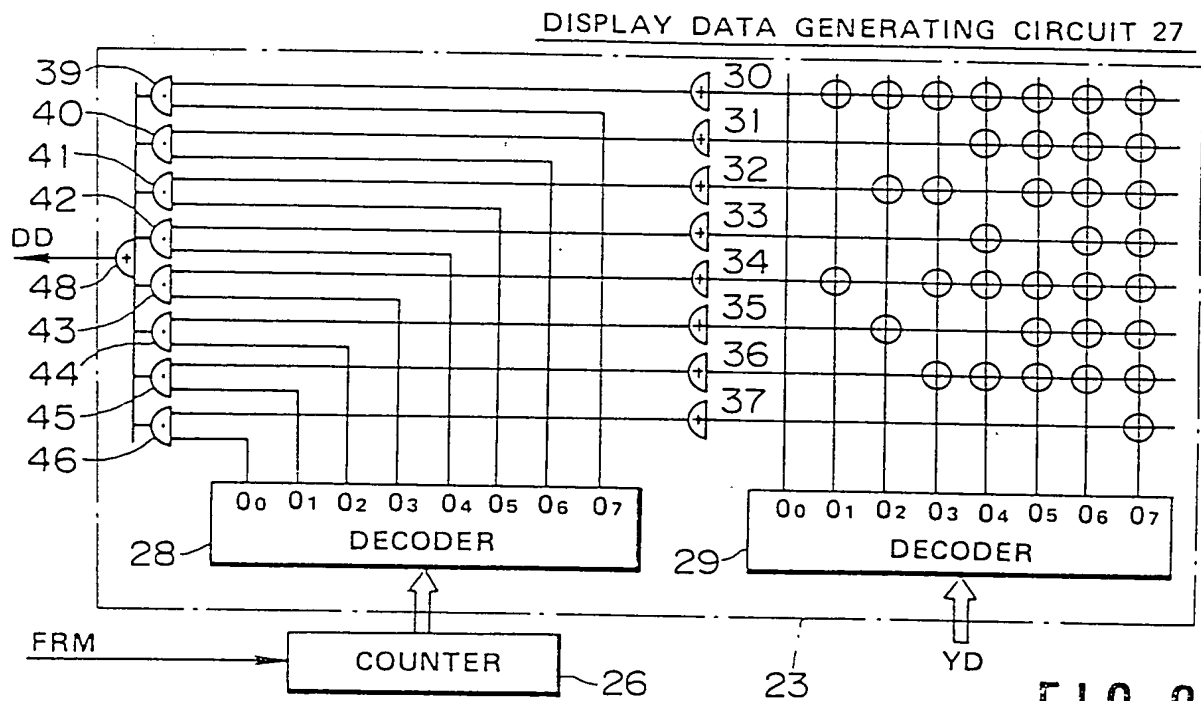 DISPLAY DATA GENERATING CIRCUIT 27
39
40
41
42
DD
48
43
44
45
46
30
31
32
33
34
35
36
37
O0 O1 O2 O3 O4 O5 O6 O7
DECODER
28
O0 O1 O2 O3 O4 O5 O6 O7
DECODER
29
FRM
COUNTER
26
23
YD